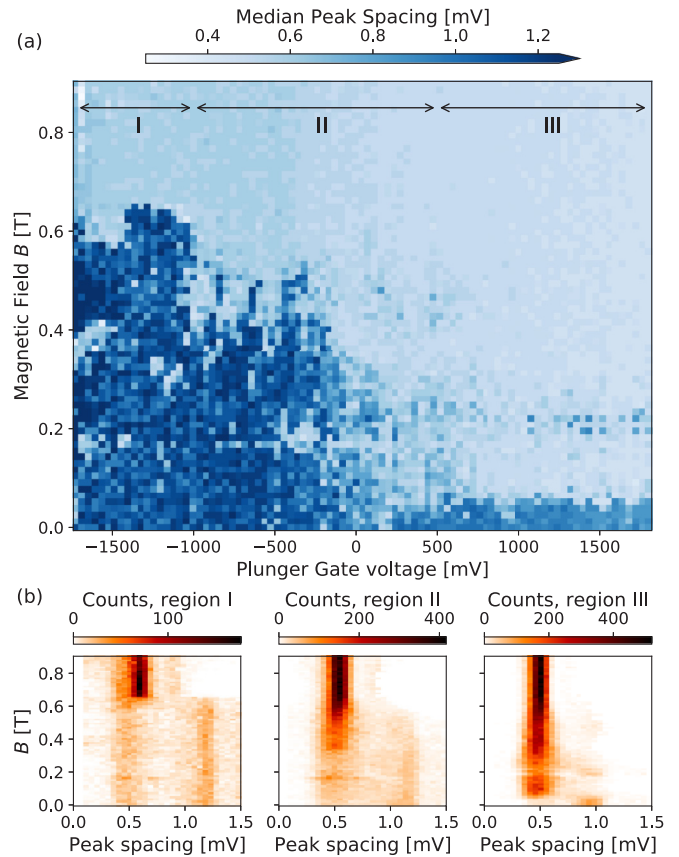 (a)
Median Peak Spacing [mV]
0.4 0.6 0.8 1.0 1.2
I II III
Magnetic Field B [T]
0.8
0.6
0.4
0.2
0.0
−1500 −1000 −500 0 500 1000 1500
Plunger Gate voltage [mV]
(b)
Counts, region I Counts, region II Counts, region III
0 100 0 200 400 0 200 400
B [T]
0.8
0.6
0.4
0.2
0.0
0.0 0.5 1.0 1.5 0.0 0.5 1.0 1.5 0.0 0.5 1.0 1.5
Peak spacing [mV] Peak spacing [mV] Peak spacing [mV]